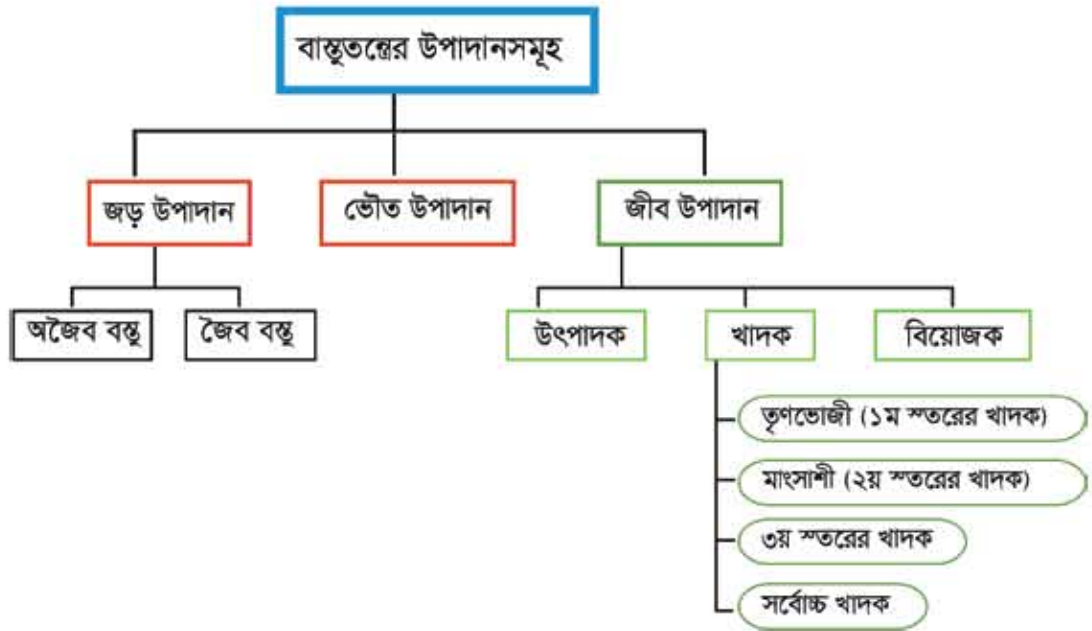 বাস্তুতন্ত্রের উপাদানসমূহ
জড় উপাদান
ভৌত উপাদান
জীব উপাদান
অজৈব বস্তু
জৈব বস্তু
উৎপাদক
খাদক
বিয়োজক
তৃণভোজী (১ম স্তরের খাদক)
মাংসাশী (২য় স্তরের খাদক)
৩য় স্তরের খাদক
সর্বোচ্চ খাদক